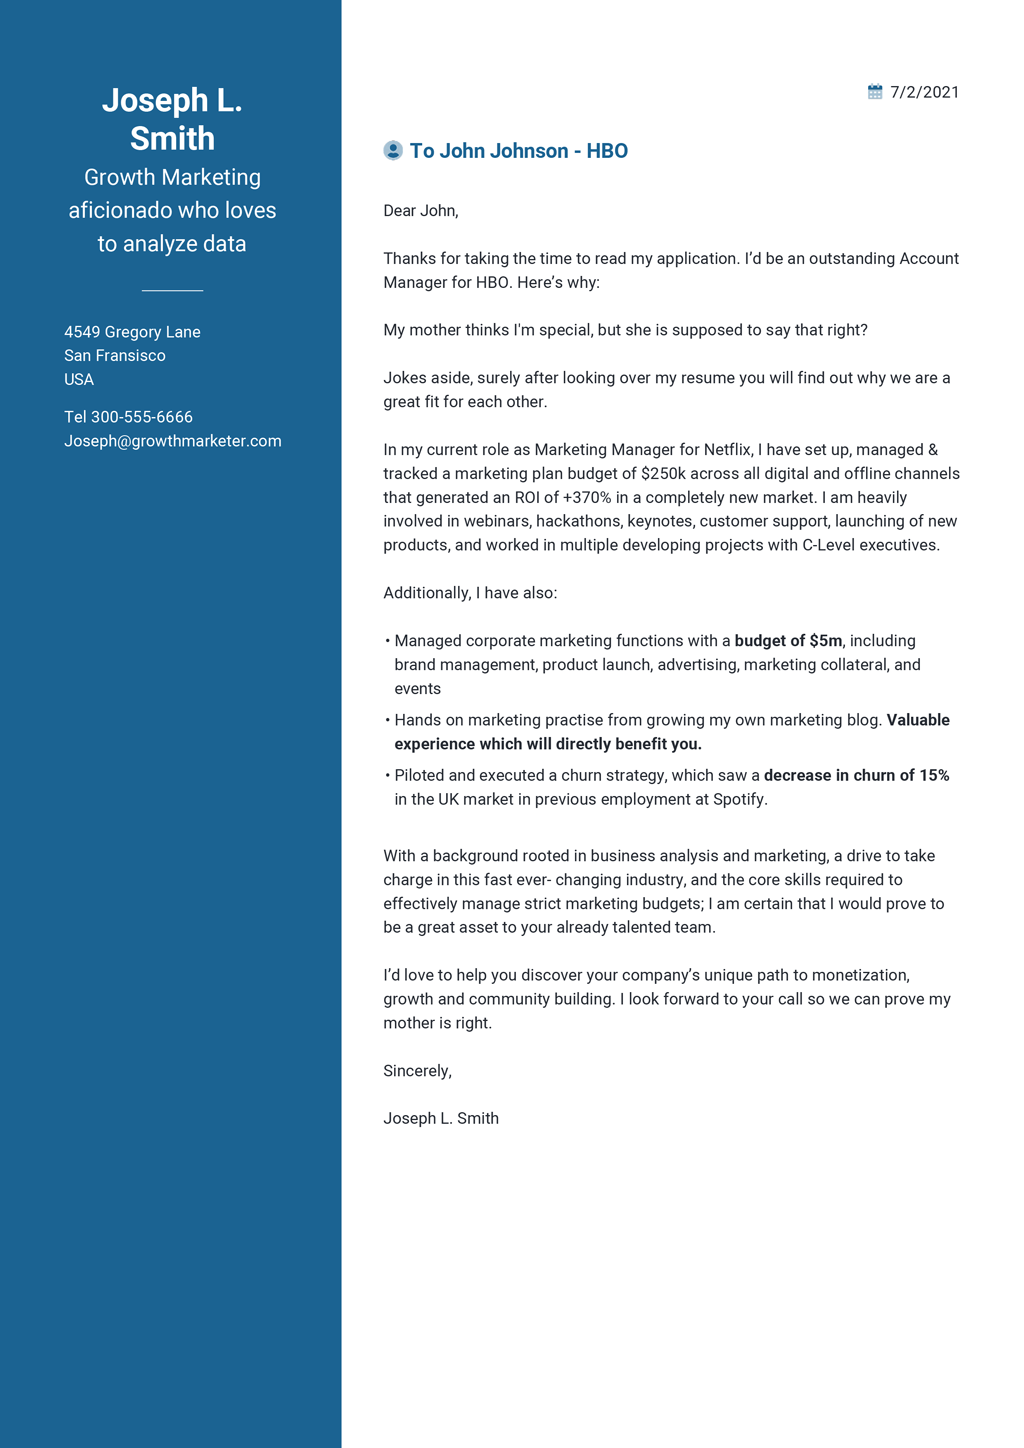 Joseph L.
Smith
Growth Marketing
aficionado who loves
to analyze data
4549 Gregory Lane
San Fransisco
USA
Tel 300-555-6666
Joseph@growthmarketer.com
7/2/2021
To John Johnson - HBO
Dear John,
Thanks for taking the time to read my application. I’d be an outstanding Account
Manager for HBO. Here’s why:
My mother thinks I'm special, but she is supposed to say that right?
Jokes aside, surely after looking over my resume you will find out why we are a
great fit for each other.
In my current role as Marketing Manager for Netflix, I have set up, managed &
tracked a marketing plan budget of $250k across all digital and offline channels
that generated an ROI of +370% in a completely new market. I am heavily
involved in webinars, hackathons, keynotes, customer support, launching of new
products, and worked in multiple developing projects with C-Level executives.
Additionally, I have also:
• Managed corporate marketing functions with a budget of $5m, including
brand management, product launch, advertising, marketing collateral, and
events
• Hands on marketing practise from growing my own marketing blog. Valuable
experience which will directly benefit you.
• Piloted and executed a churn strategy, which saw a decrease in churn of 15%
in the UK market in previous employment at Spotify.
With a background rooted in business analysis and marketing, a drive to take
charge in this fast ever- changing industry, and the core skills required to
effectively manage strict marketing budgets; I am certain that I would prove to
be a great asset to your already talented team.
I’d love to help you discover your company’s unique path to monetization,
growth and community building. I look forward to your call so we can prove my
mother is right.
Sincerely,
Joseph L. Smith